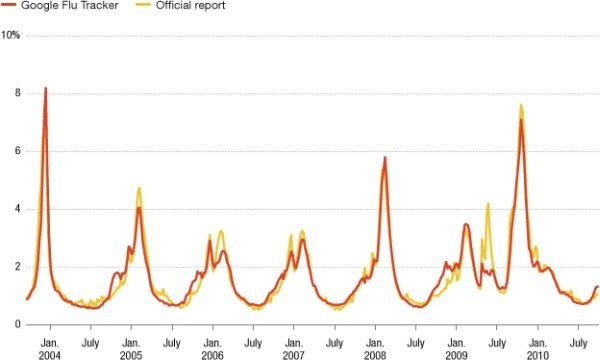 Google Flu Tracker Official report
10%
8
6
4
2
0
Jan. July Jan. July Jan. July Jan. July Jan. July Jan. July Jan. July
2004 2005 2006 2007 2008 2009 2010